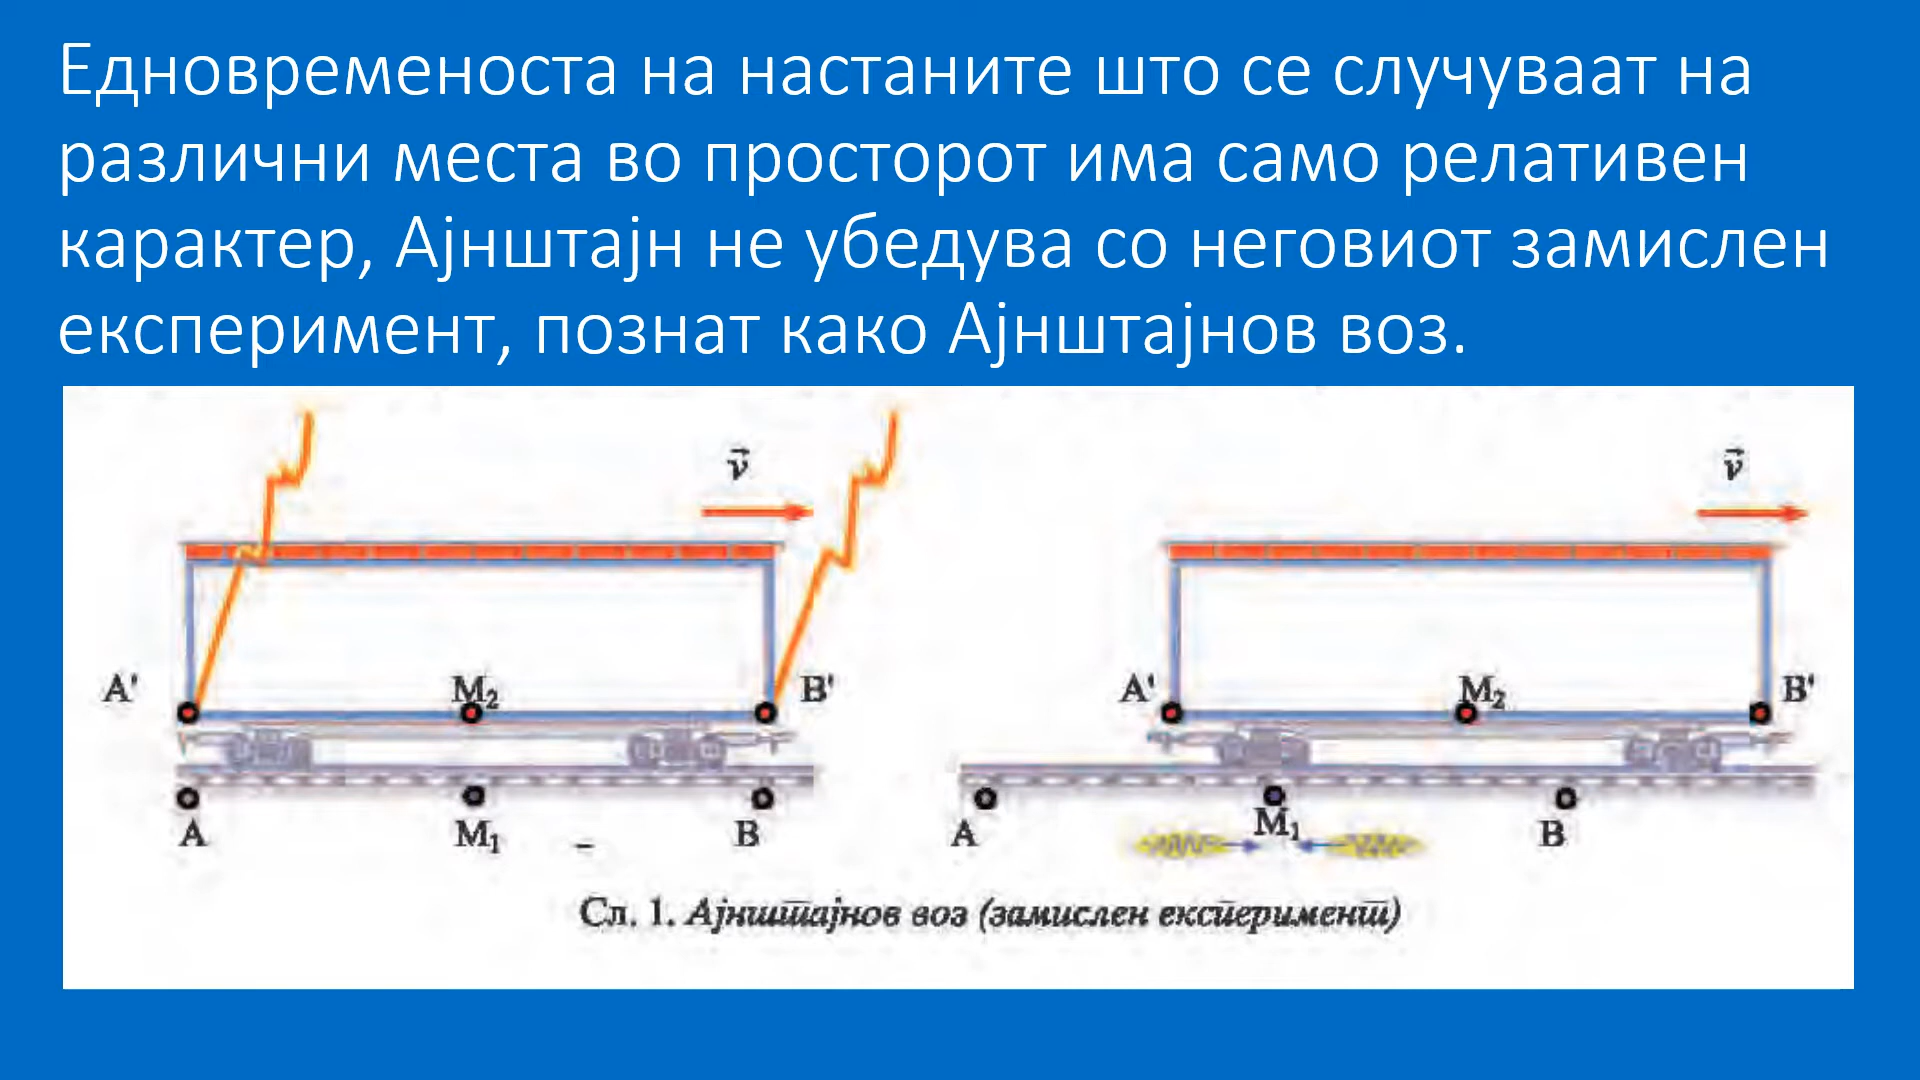 Едновременоста на настаните што се случуваат на
различни места во просторот има само релативен
карактер, Ајнштајн не убедува со неговиот замислен
експеримент, познат како Ајнштајнов воз.
v⃗ v⃗
A' M₂ B' A' M₂ B'
A M₁ B A M₁ B
Сл. 1. Ајнштајнов воз (замислен експеримент)